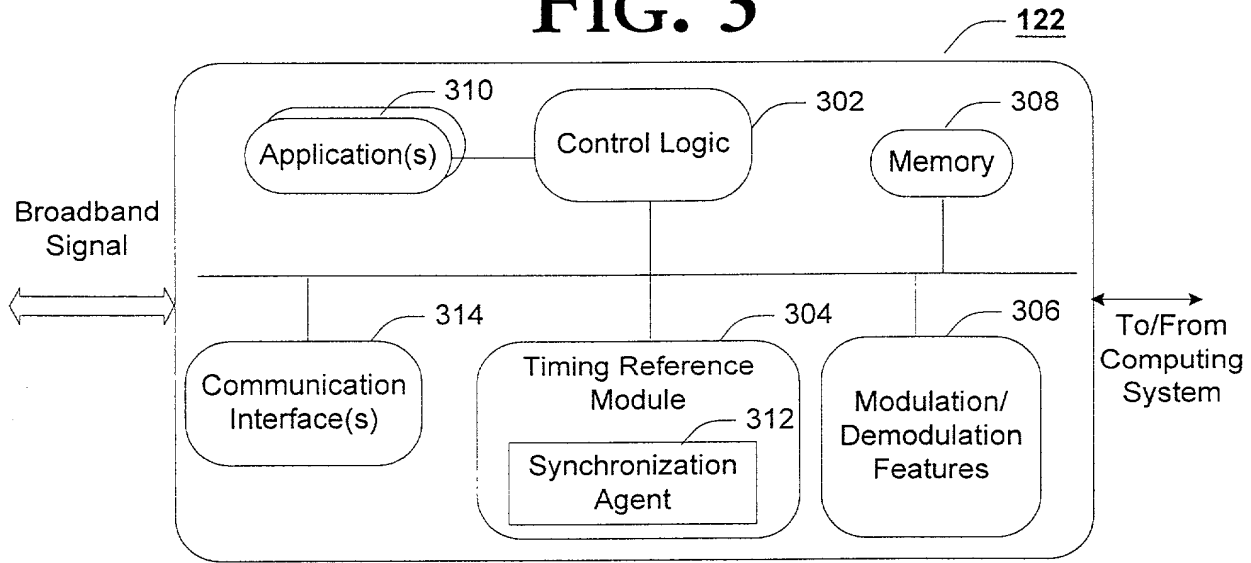 FIG. 3
122
310
302
308
Application(s)
Control Logic
Memory
Broadband
Signal
314
304
306
To/From
Computing
System
Communication
Interface(s)
Timing Reference
Module
312
Synchronization
Agent
Modulation/
Demodulation
Features